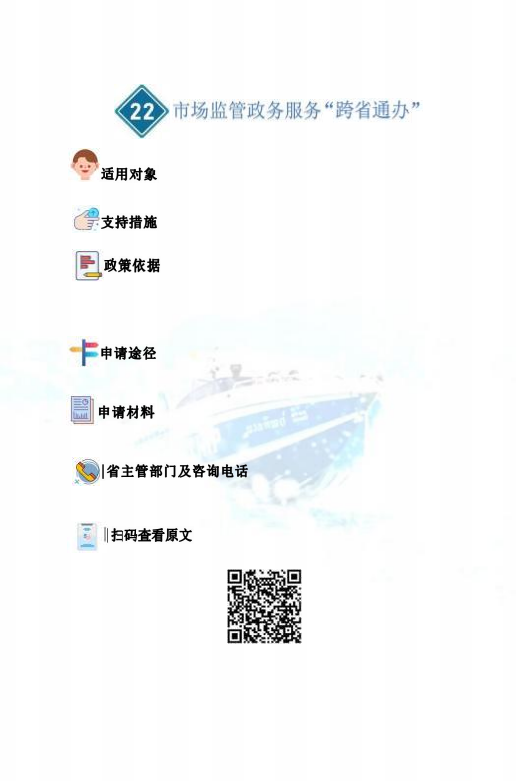 22 市场监管政务服务“跨省通办”
适用对象
支持措施
政策依据
申请途径
申请材料
省主管部门及咨询电话
扫码查看原文